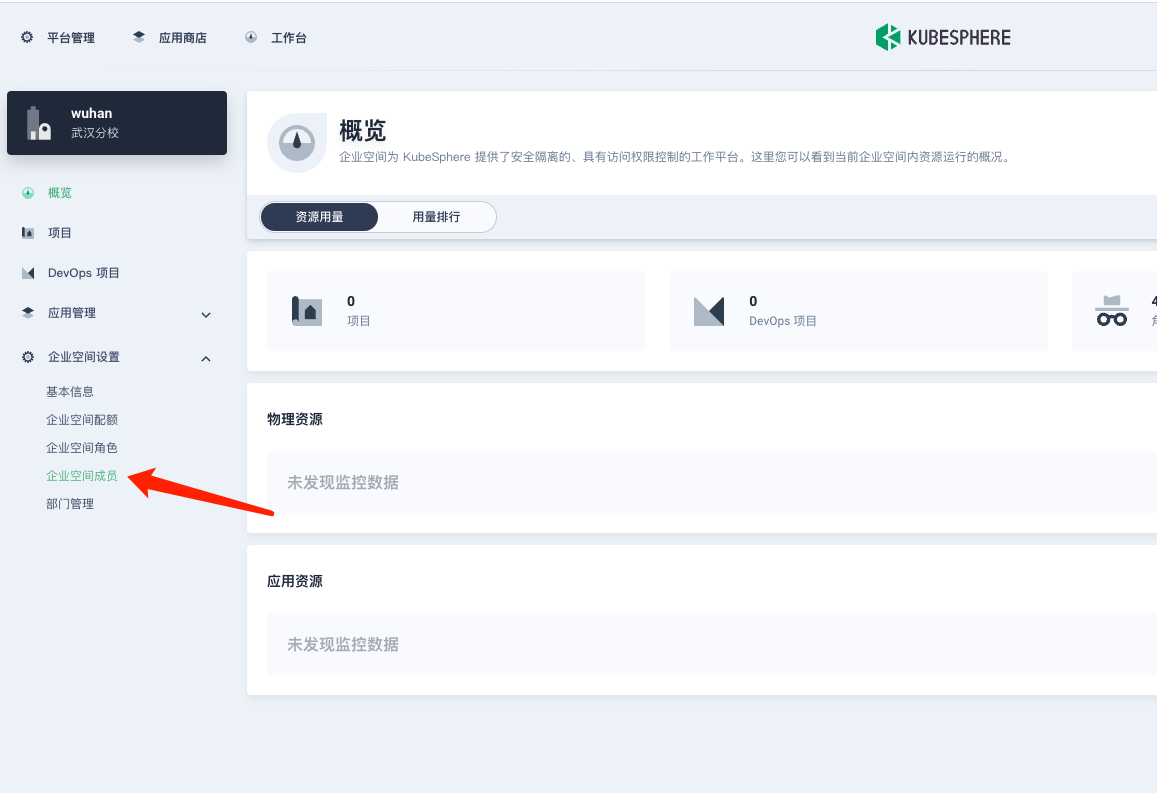 平台管理 应用商店 工作台 KUBESPHERE
wuhan
武汉分校
概览
项目
DevOps 项目
应用管理
企业空间设置
基本信息
企业空间配额
企业空间角色
企业空间成员
部门管理
概览
企业空间为 KubeSphere 提供了安全隔离的、具有访问权限控制的工作平台。这里您可以看到当前企业空间内资源运行的概况。
资源用量 用量排行
0
项目
0
DevOps 项目
4
物理资源
未发现监控数据
应用资源
未发现监控数据